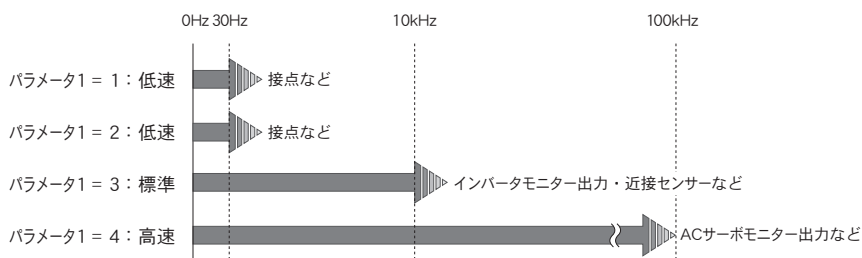 0Hz 30Hz 10kHz 100kHz
パラメータ1 = 1：低速 接点など
パラメータ1 = 2：低速 接点など
パラメータ1 = 3：標準 インバータモニター出力・近接センサーなど
パラメータ1 = 4：高速 ACサーボモニター出力など